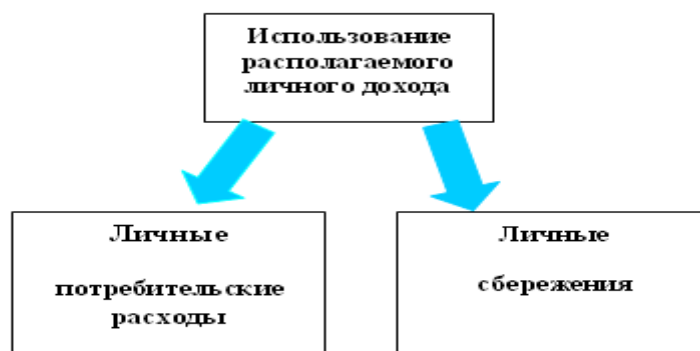 Использование
располагаемого
личного дохода
Личные
потребительские
расходы
Личные
сбережения